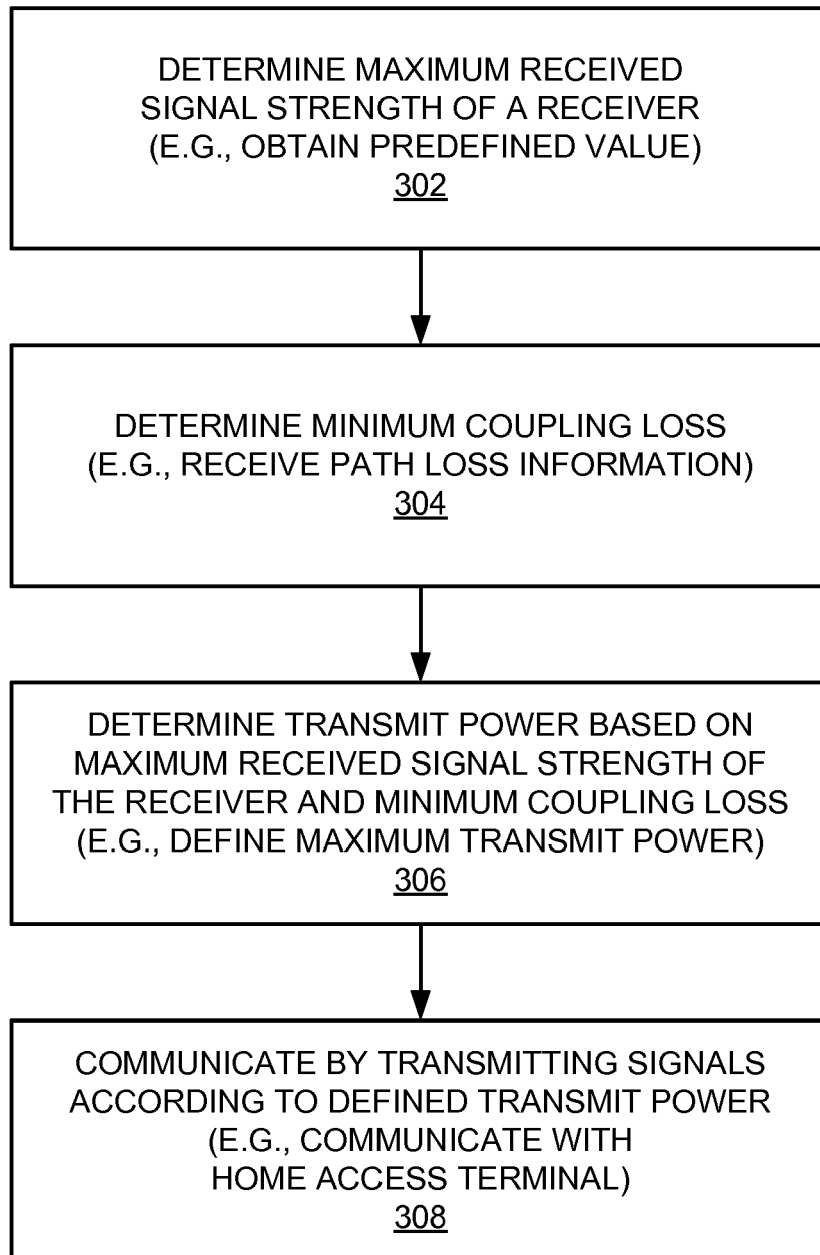 DETERMINE MAXIMUM RECEIVED
SIGNAL STRENGTH OF A RECEIVER
(E.G., OBTAIN PREDEFINED VALUE)
302
DETERMINE MINIMUM COUPLING LOSS
(E.G., RECEIVE PATH LOSS INFORMATION)
304
DETERMINE TRANSMIT POWER BASED ON
MAXIMUM RECEIVED SIGNAL STRENGTH OF
THE RECEIVER AND MINIMUM COUPLING LOSS
(E.G., DEFINE MAXIMUM TRANSMIT POWER)
306
COMMUNICATE BY TRANSMITTING SIGNALS
ACCORDING TO DEFINED TRANSMIT POWER
(E.G., COMMUNICATE WITH
HOME ACCESS TERMINAL)
308